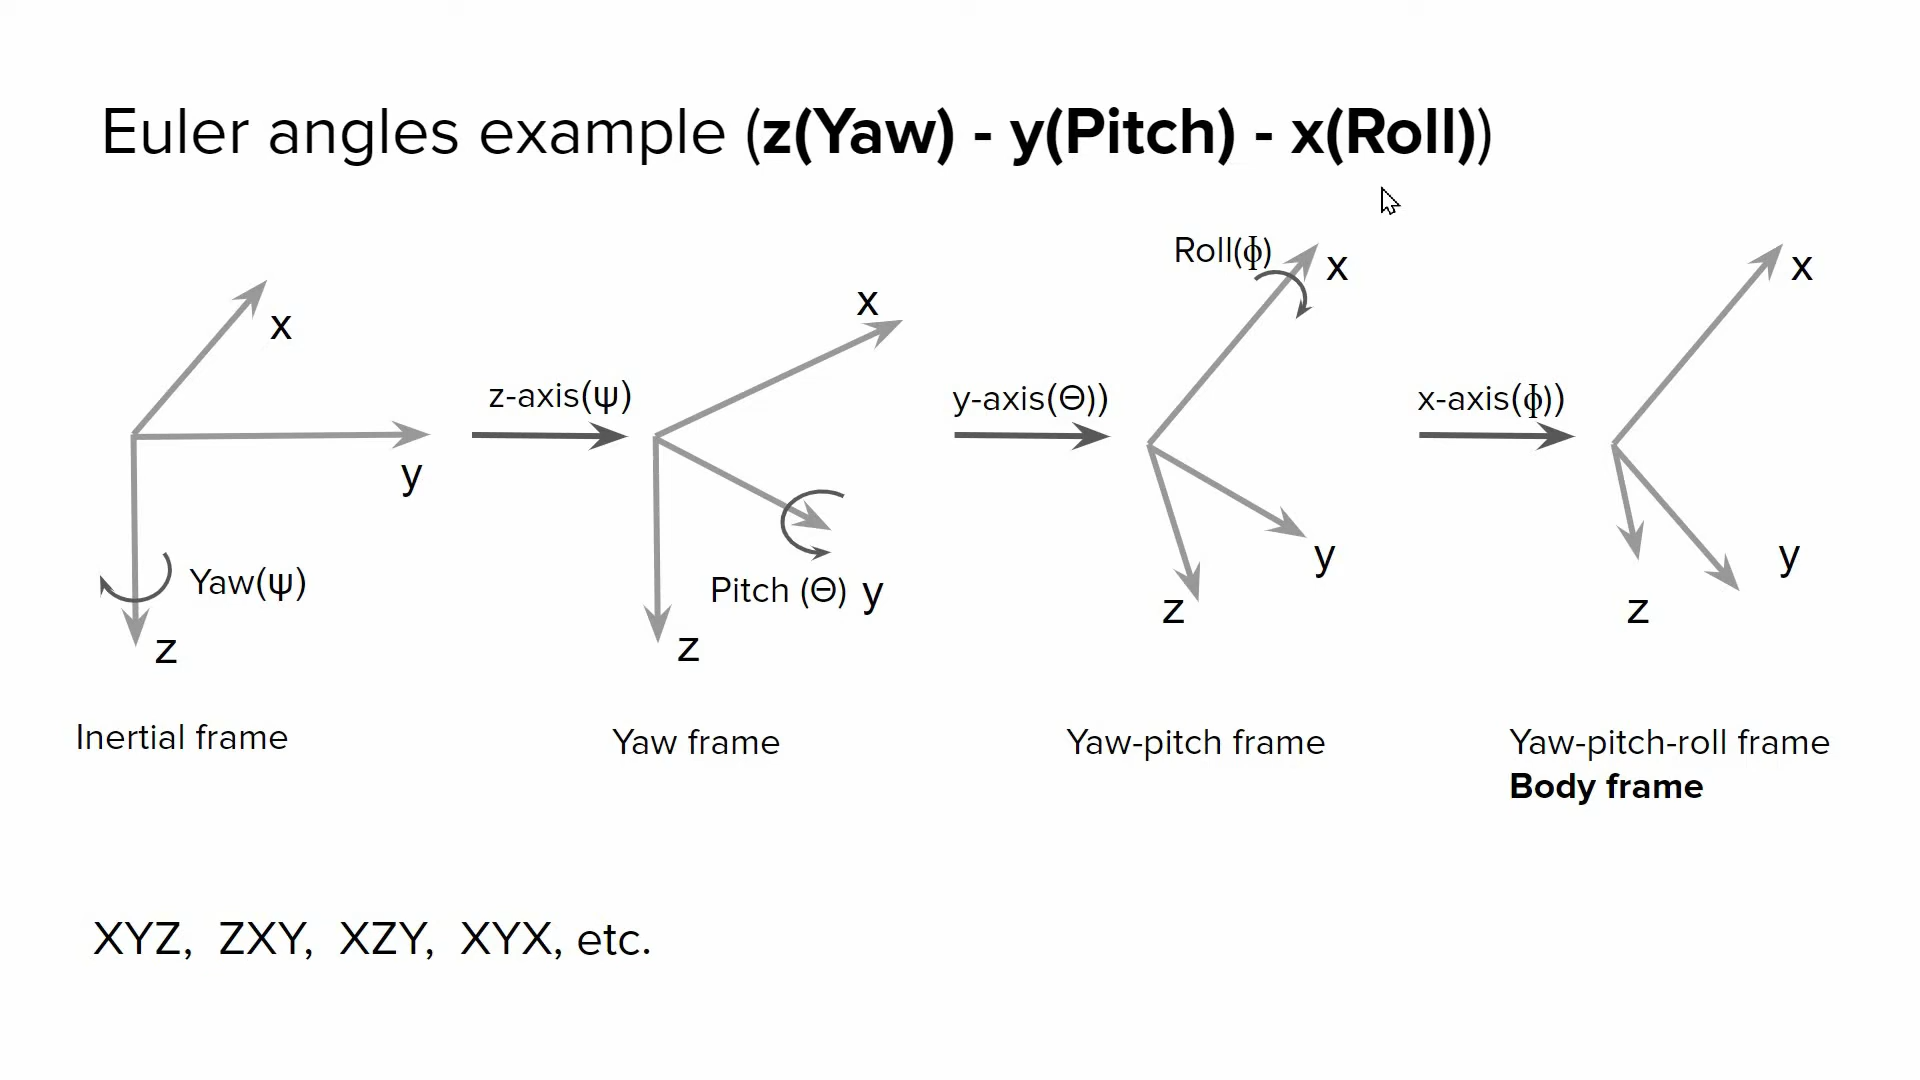 Euler angles example (z(Yaw) - y(Pitch) - x(Roll))
x
y
Yaw(ψ)
z
Inertial frame
z-axis(ψ)
x
Pitch (Θ) y
z
Yaw frame
y-axis(Θ))
Roll(ϕ)
x
y
z
Yaw-pitch frame
x-axis(ϕ))
x
y
z
Yaw-pitch-roll frame
Body frame
XYZ, ZXY, XZY, XYX, etc.